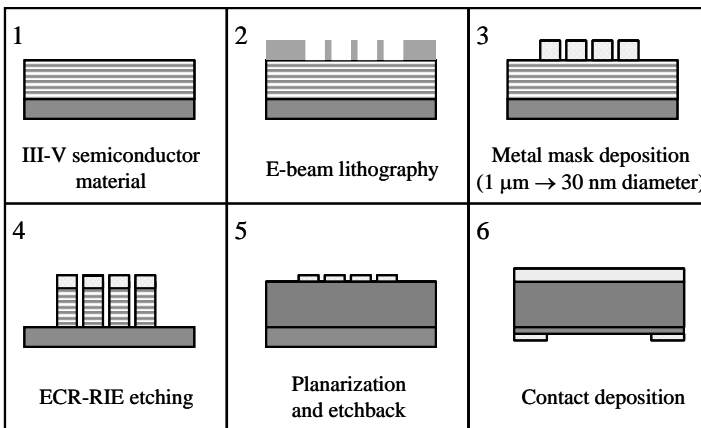 1
III-V semiconductor
material
2
E-beam lithography
3
Metal mask deposition
(1 μm → 30 nm diameter)
4
ECR-RIE etching
5
Planarization
and etchback
6
Contact deposition